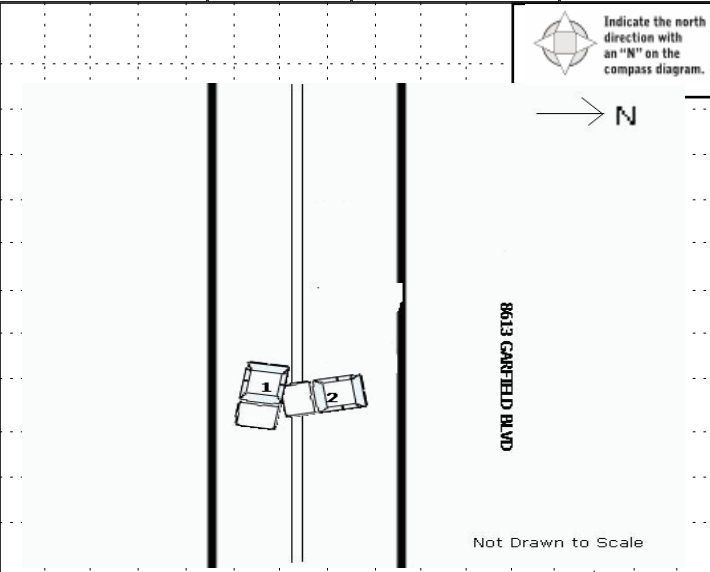 Indicate the north
direction with
an “N” on the
compass diagram.
N
8613 GARFIELD BLVD
1
2
Not Drawn to Scale